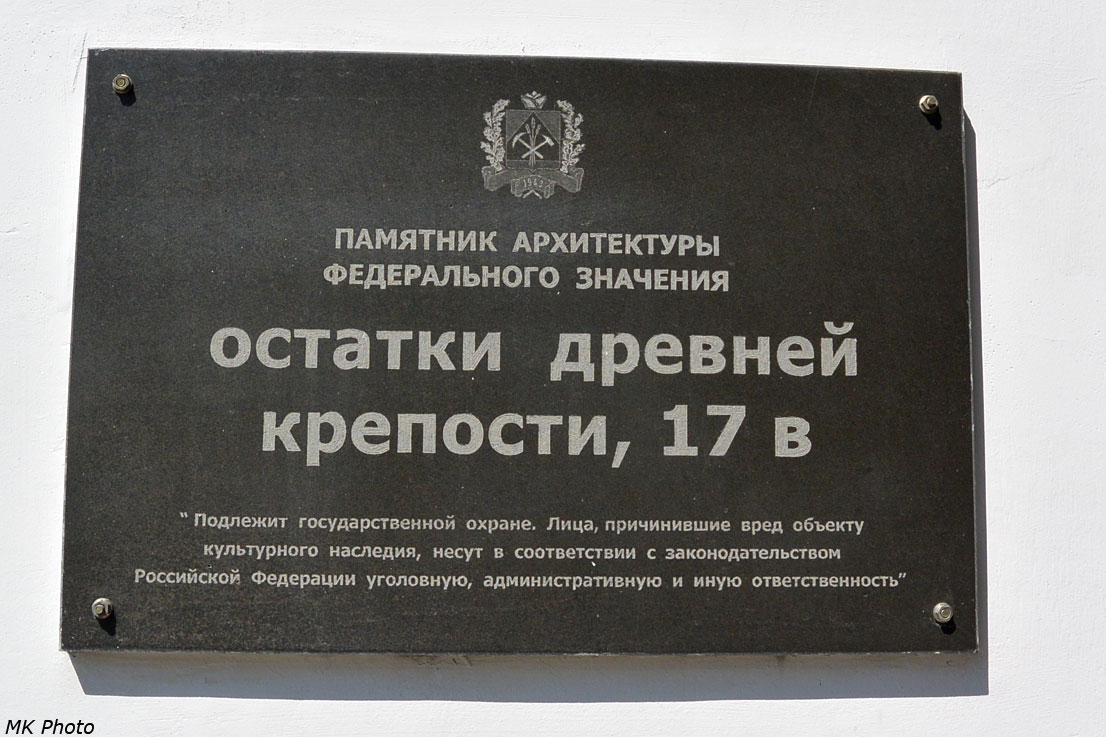 1943
ПАМЯТНИК АРХИТЕКТУРЫ
ФЕДЕРАЛЬНОГО ЗНАЧЕНИЯ
остатки древней
крепости, 17 в
“ Подлежит государственной охране. Лица, причинившие вред объекту
культурного наследия, несут в соответствии с законодательством
Российской Федерации уголовную, административную и иную ответственность”
MK Photo